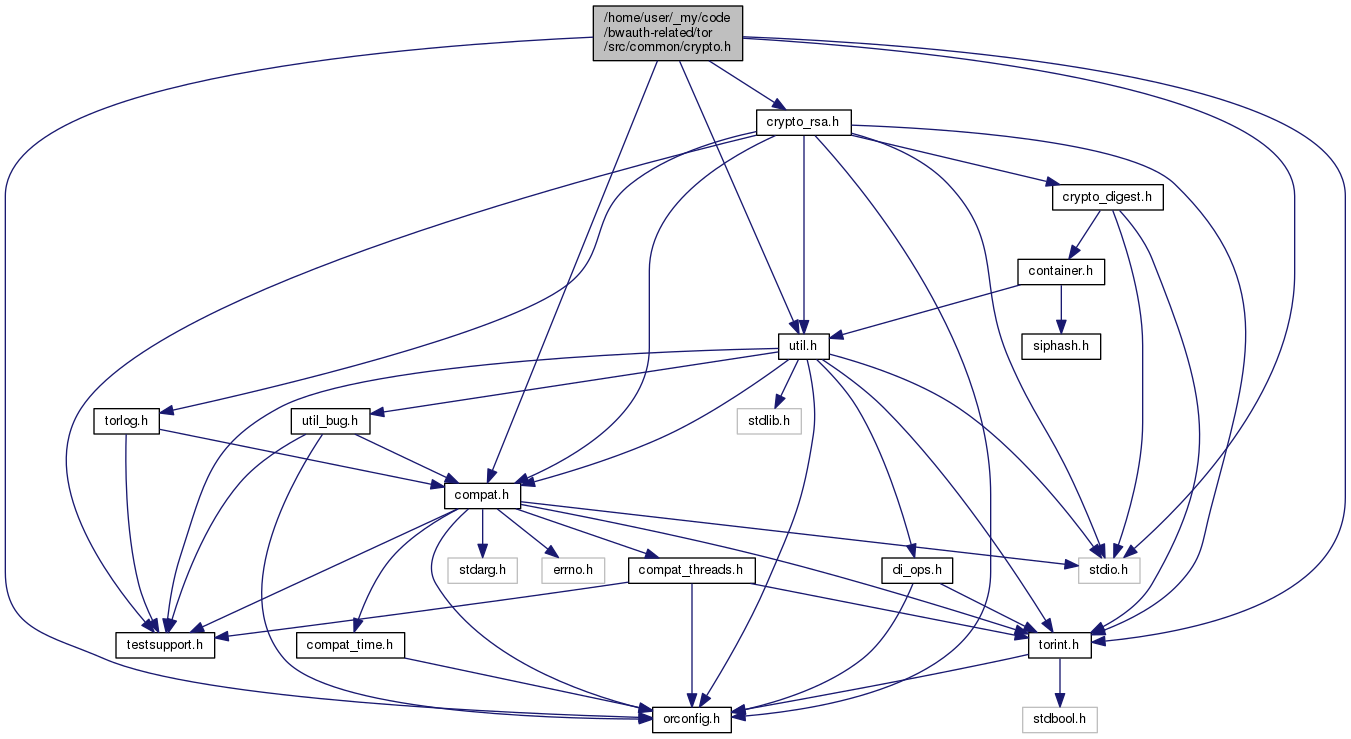 /home/user/_my/code
/bwauth-related/tor
/src/common/crypto.h
crypto_rsa.h
crypto_digest.h
container.h
util.h
siphash.h
torlog.h
util_bug.h
stdlib.h
compat.h
stdarg.h
errno.h
compat_threads.h
di_ops.h
stdio.h
testsupport.h
compat_time.h
torint.h
orconfig.h
stdbool.h